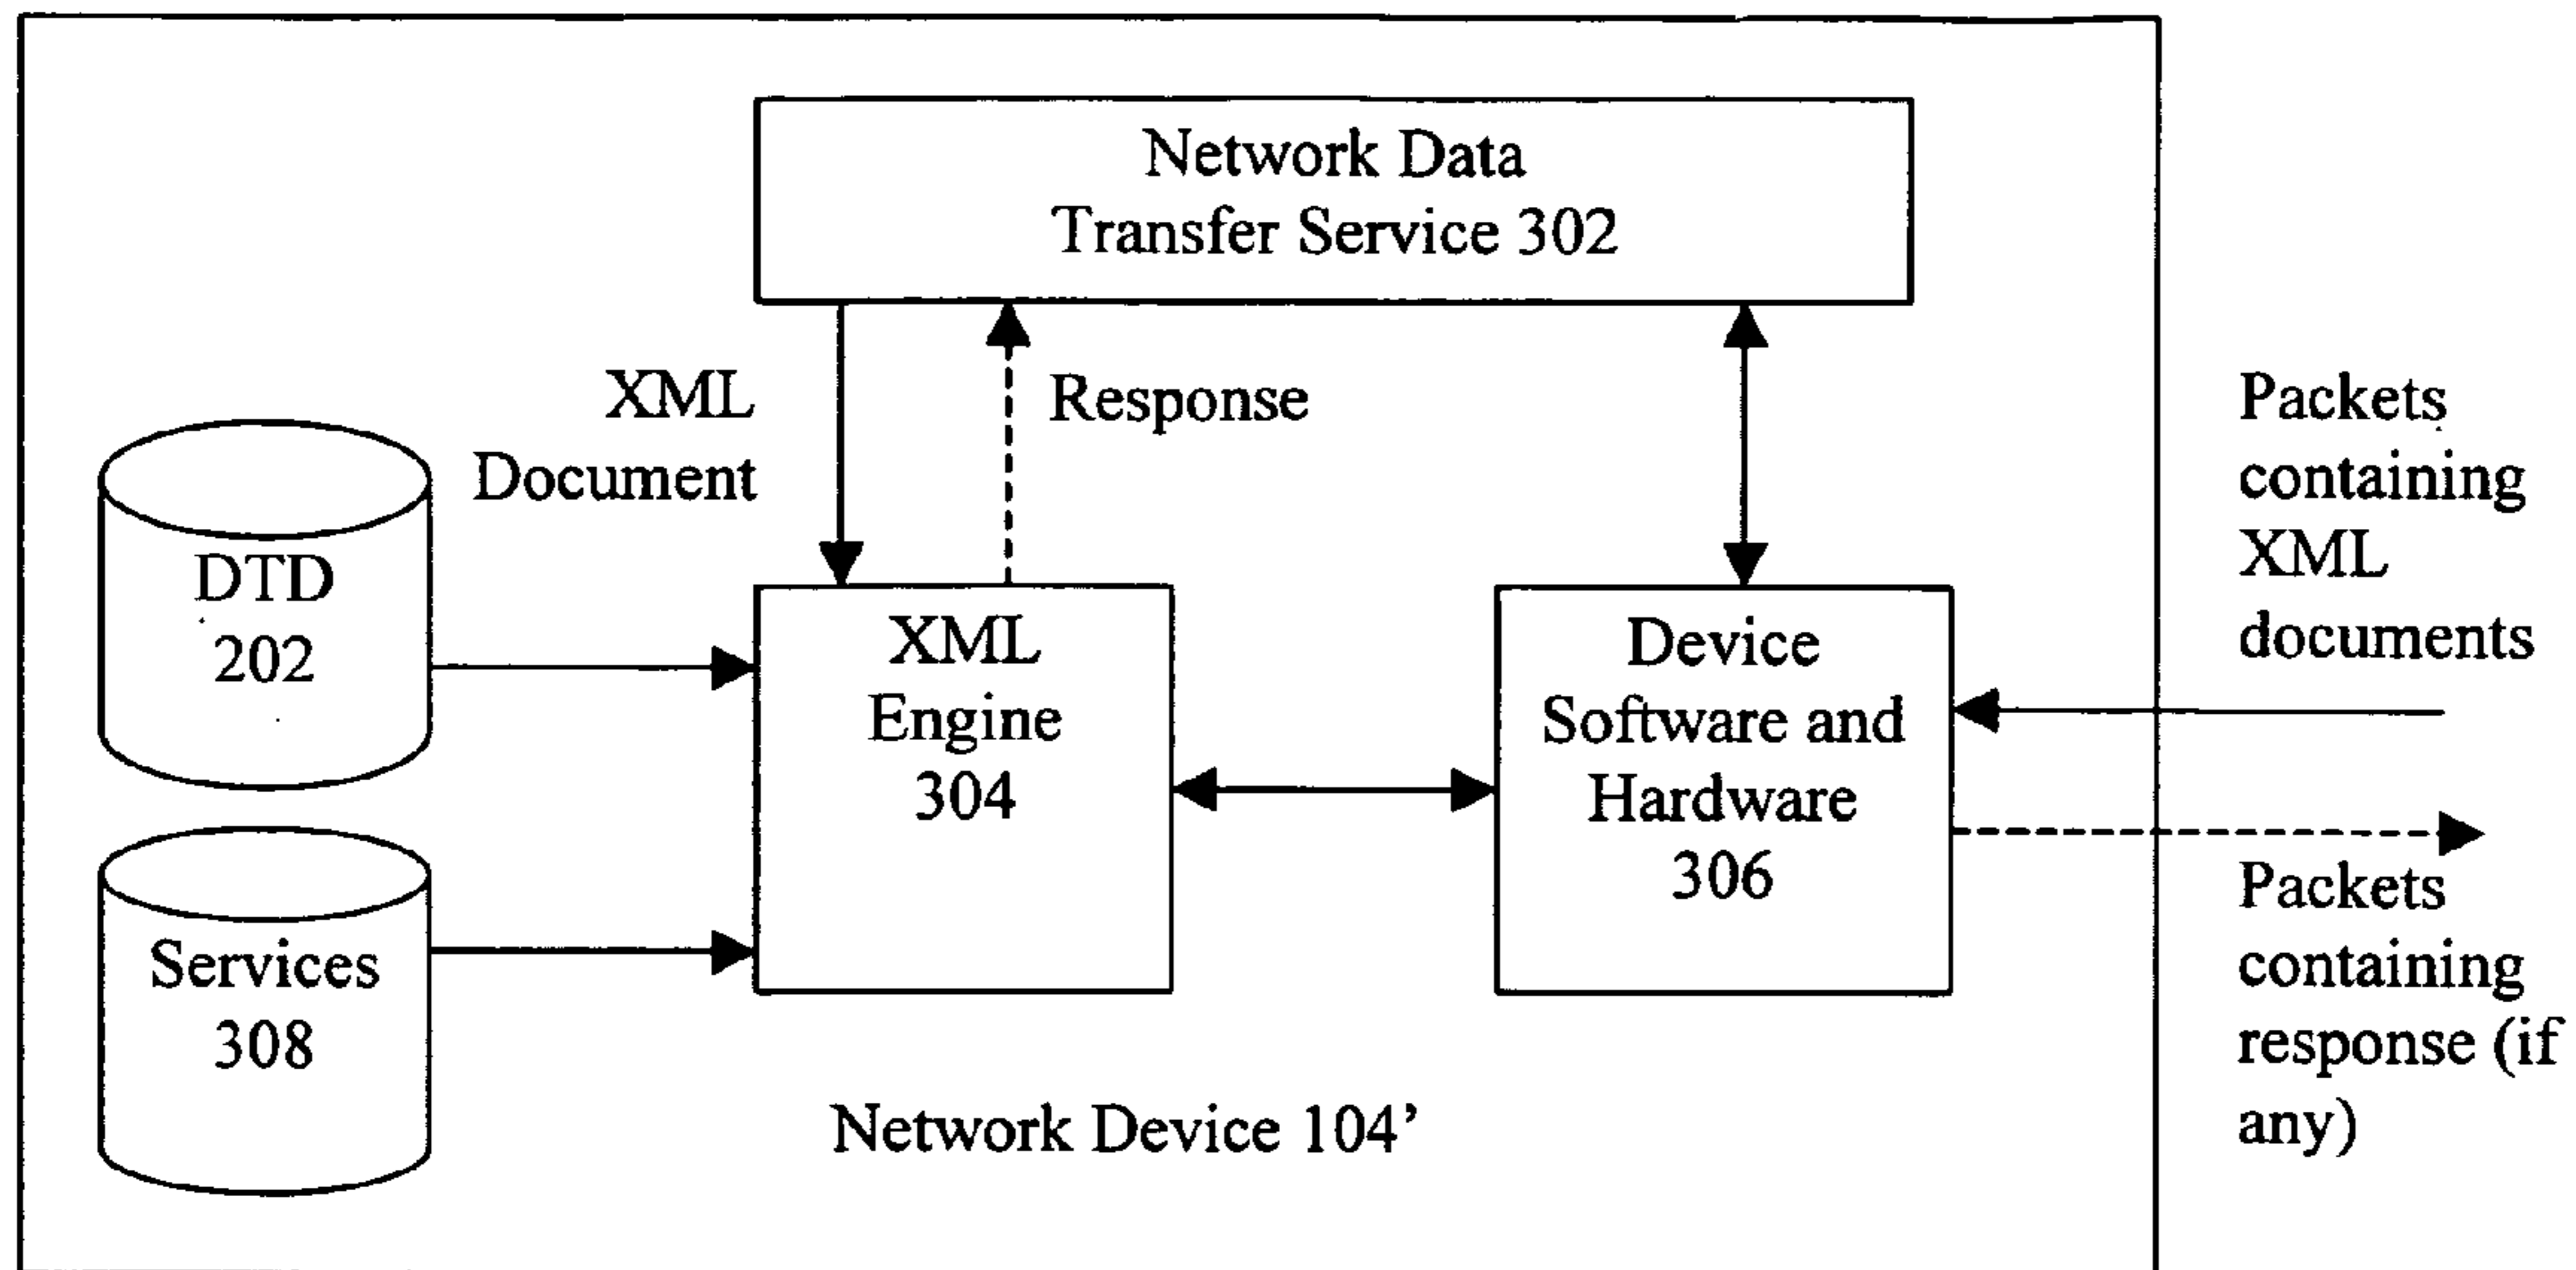 Network Data
Transfer Service 302
XML
Document
Response
DTD
202
XML
Engine
304
Device
Software and
Hardware
306
Packets
containing
XML
documents
Services
308
Packets
containing
response (if
any)
Network Device 104’